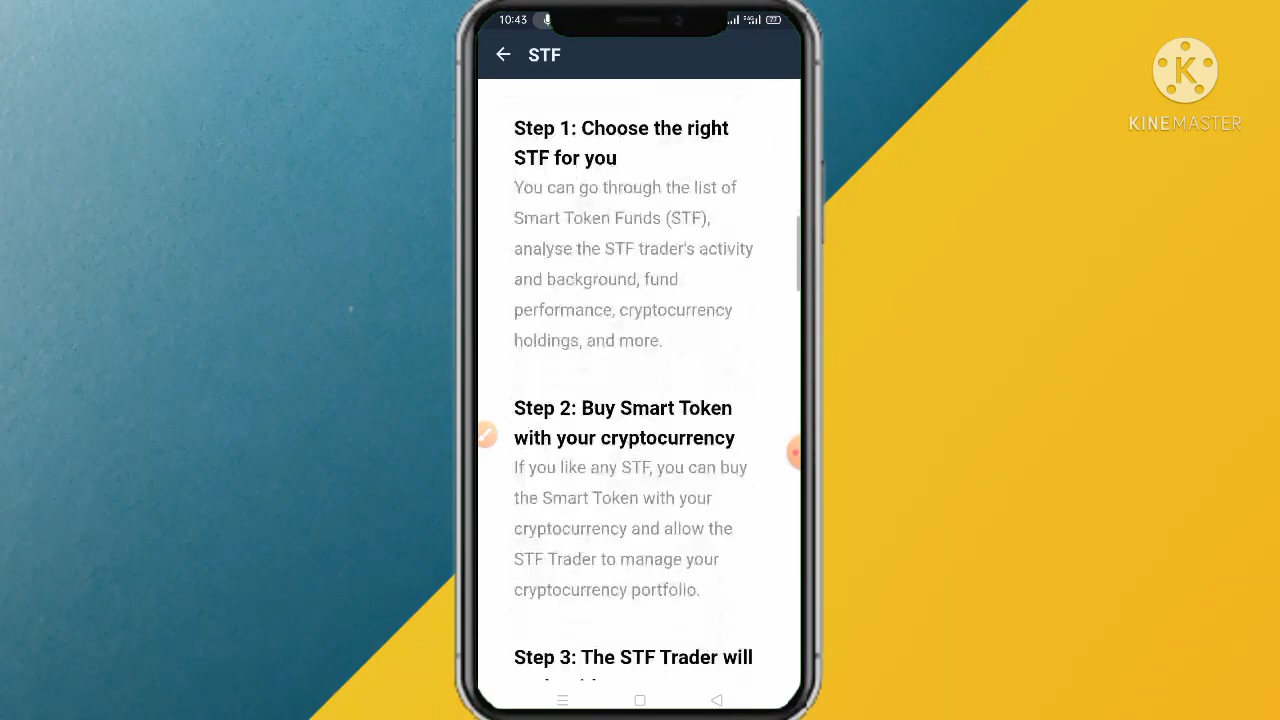 10:43
STF
KINEMASTER
Step 1: Choose the right
STF for you
You can go through the list of
Smart Token Funds (STF),
analyse the STF trader's activity
and background, fund
performance, cryptocurrency
holdings, and more.
Step 2: Buy Smart Token
with your cryptocurrency
If you like any STF, you can buy
the Smart Token with your
cryptocurrency and allow the
STF Trader to manage your
cryptocurrency portfolio.
Step 3: The STF Trader will